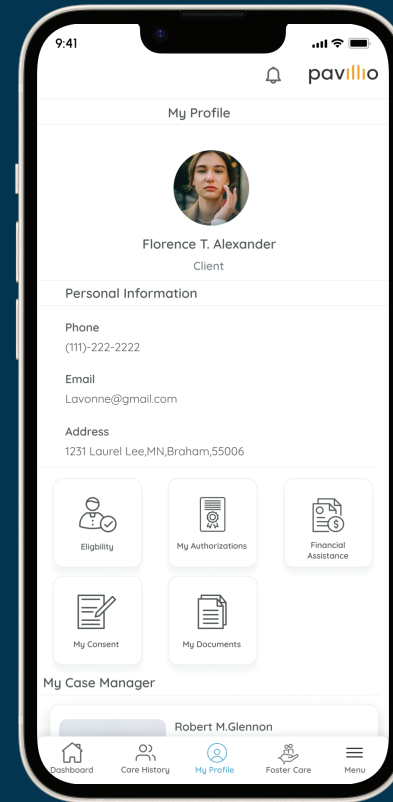 9:41
pavillio
My Profile
Florence T. Alexander
Client
Personal Information
Phone
(111)-222-2222
Email
Lavonne@gmail.com
Address
1231 Laurel Lee,MN,Braham,55006
Eligbility
My Authorizations
Financial
Assistance
My Consent
My Documents
My Case Manager
Robert M.Glennon
Dashboard
Care History
My Profile
Foster Care
Menu